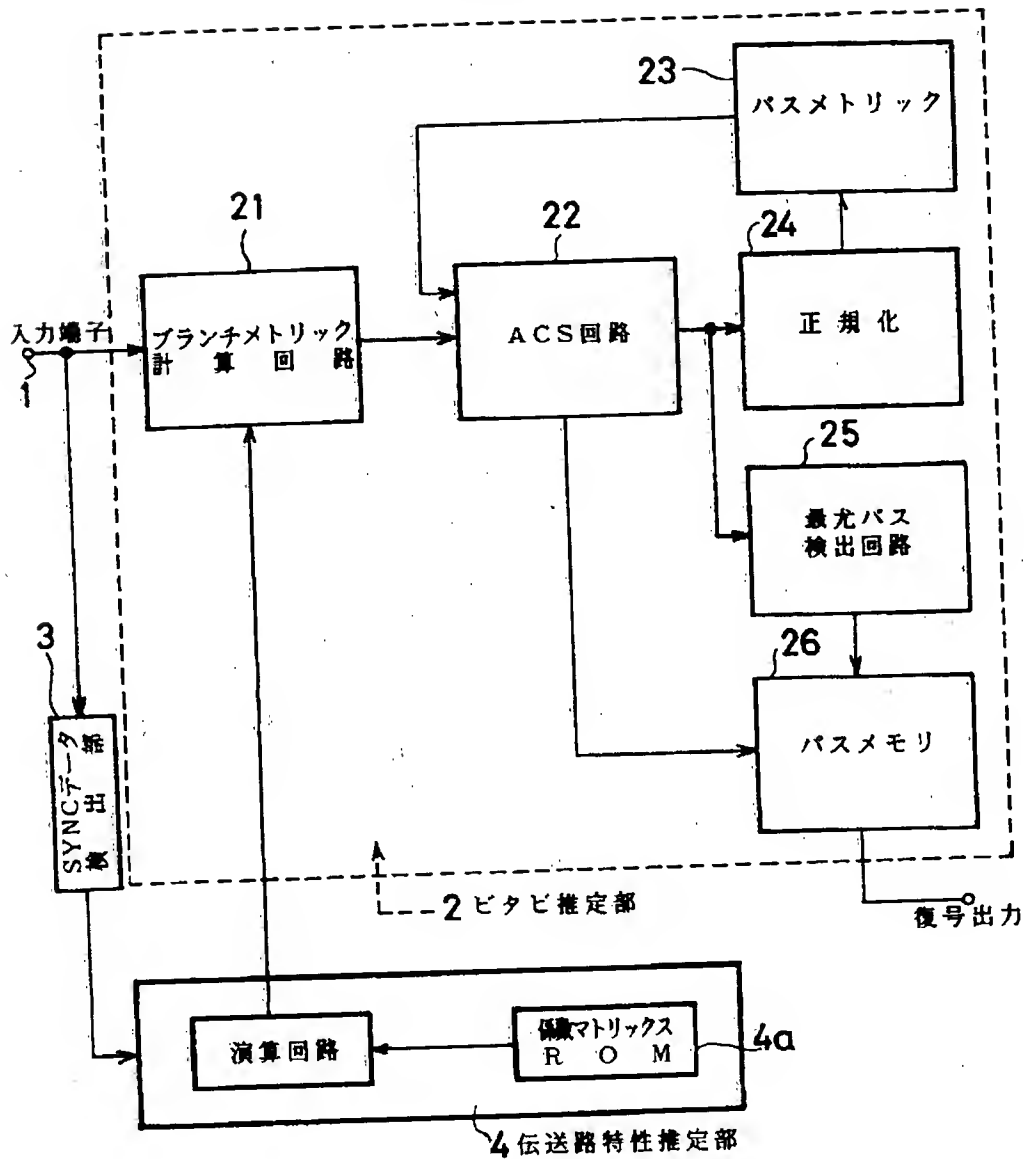 23
パスメトリック
21
22
24
入力端子
1
ブランチメトリック
計算回路
ACS回路
正規化
25
最尤パス
検出回路
3
SYNCデータ
検出部
26
パスメモリ
2 ビタビ推定部
復号出力
演算回路
係数マトリックス
ROM
4a
4 伝送路特性推定部